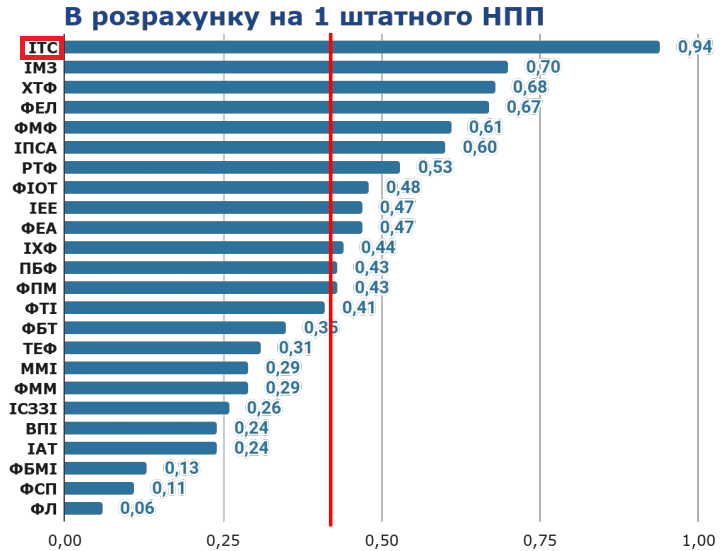 В розрахунку на 1 штатного НПП
ІТС 0,94
ІМЗ 0,70
ХТФ 0,68
ФЕЛ 0,67
ФМФ 0,61
ІПСА 0,60
РТФ 0,53
ФІОТ 0,48
ІЕЕ 0,47
ФЕА 0,47
ІХФ 0,44
ПБФ 0,43
ФПМ 0,43
ФТІ 0,41
ФБТ 0,35
ТЕФ 0,31
ММІ 0,29
ФММ 0,29
ІСЗЗІ 0,26
ВПІ 0,24
ІАТ 0,24
ФБМІ 0,13
ФСП 0,11
ФЛ 0,06
0,00 0,25 0,50 0,75 1,00